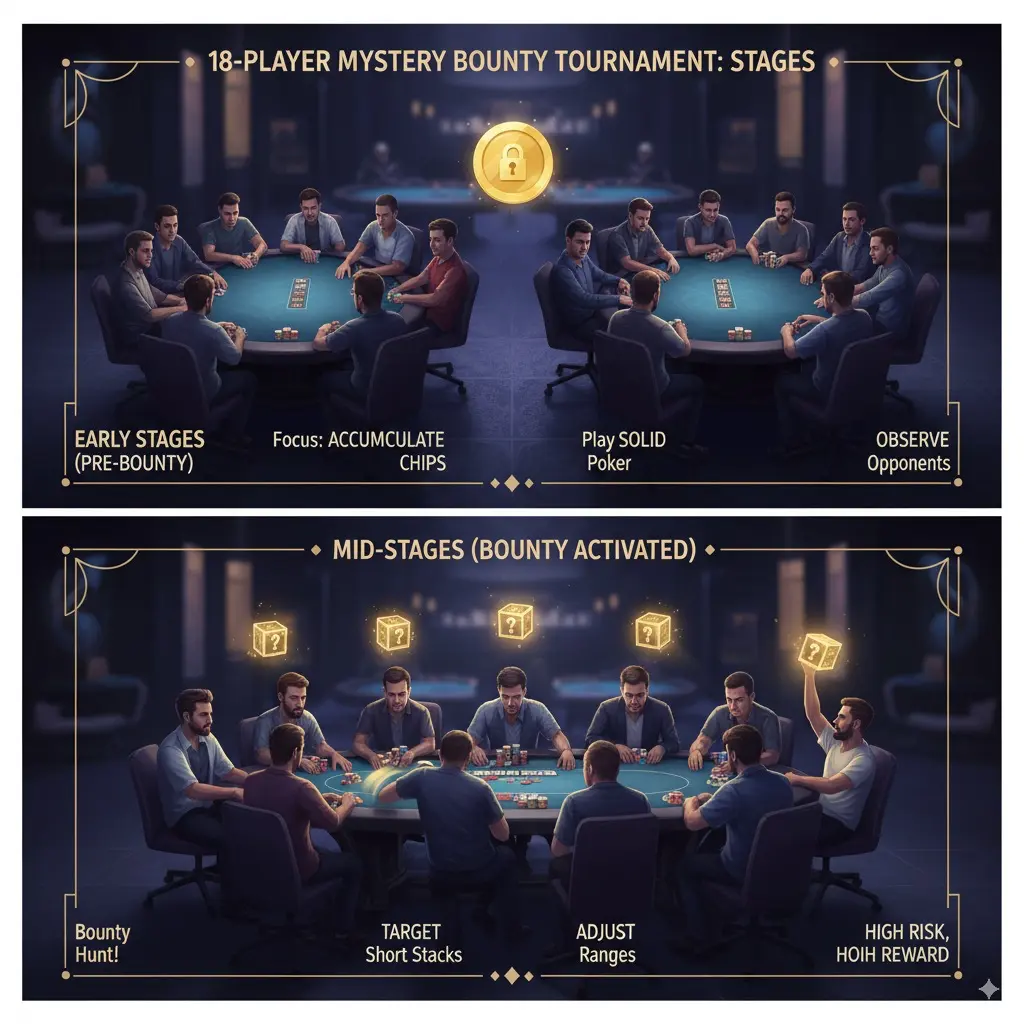 18-PLAYER MYSTERY BOUNTY TOURNAMENT: STAGES
EARLY STAGES
(PRE-BOUNTY)
Focus: ACCUMULATE
CHIPS
Play SOLID
Poker
OBSERVE
Opponents
MID-STAGES (BOUNTY ACTIVATED)
?
?
?
?
?
Bounty
Hunt!
TARGET
Short Stacks
ADJUST
Ranges
HIGH RISK,
HOIH REWARD